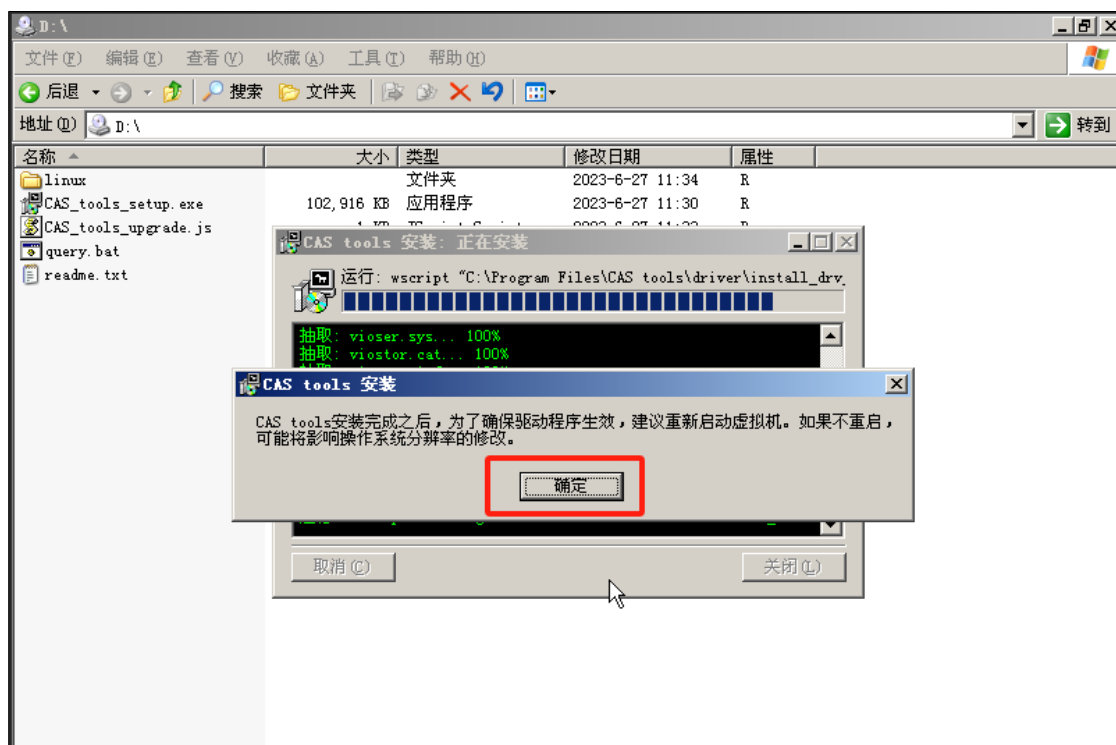 D:\
文件(F) 编辑(E) 查看(V) 收藏(A) 工具(T) 帮助(H)
后退 搜索 文件夹
地址(D) D:\ 转到
名称 大小 类型 修改日期 属性
linux 文件夹 2023-6-27 11:34 R
CAS_tools_setup.exe 102,916 KB 应用程序 2023-6-27 11:30 R
CAS_tools_upgrade.js
query.bat
readme.txt
CAS tools 安装: 正在安装
运行: wscript "C:\Program Files\CAS tools\driver\install_drv
抽取: vioser.sys... 100%
抽取: viostor.cat... 100%
CAS tools 安装
CAS tools安装完成之后，为了确保驱动程序生效，建议重新启动虚拟机。如果不重启，
可能将影响操作系统分辨率的修改。
确定
取消(C) 关闭(L)